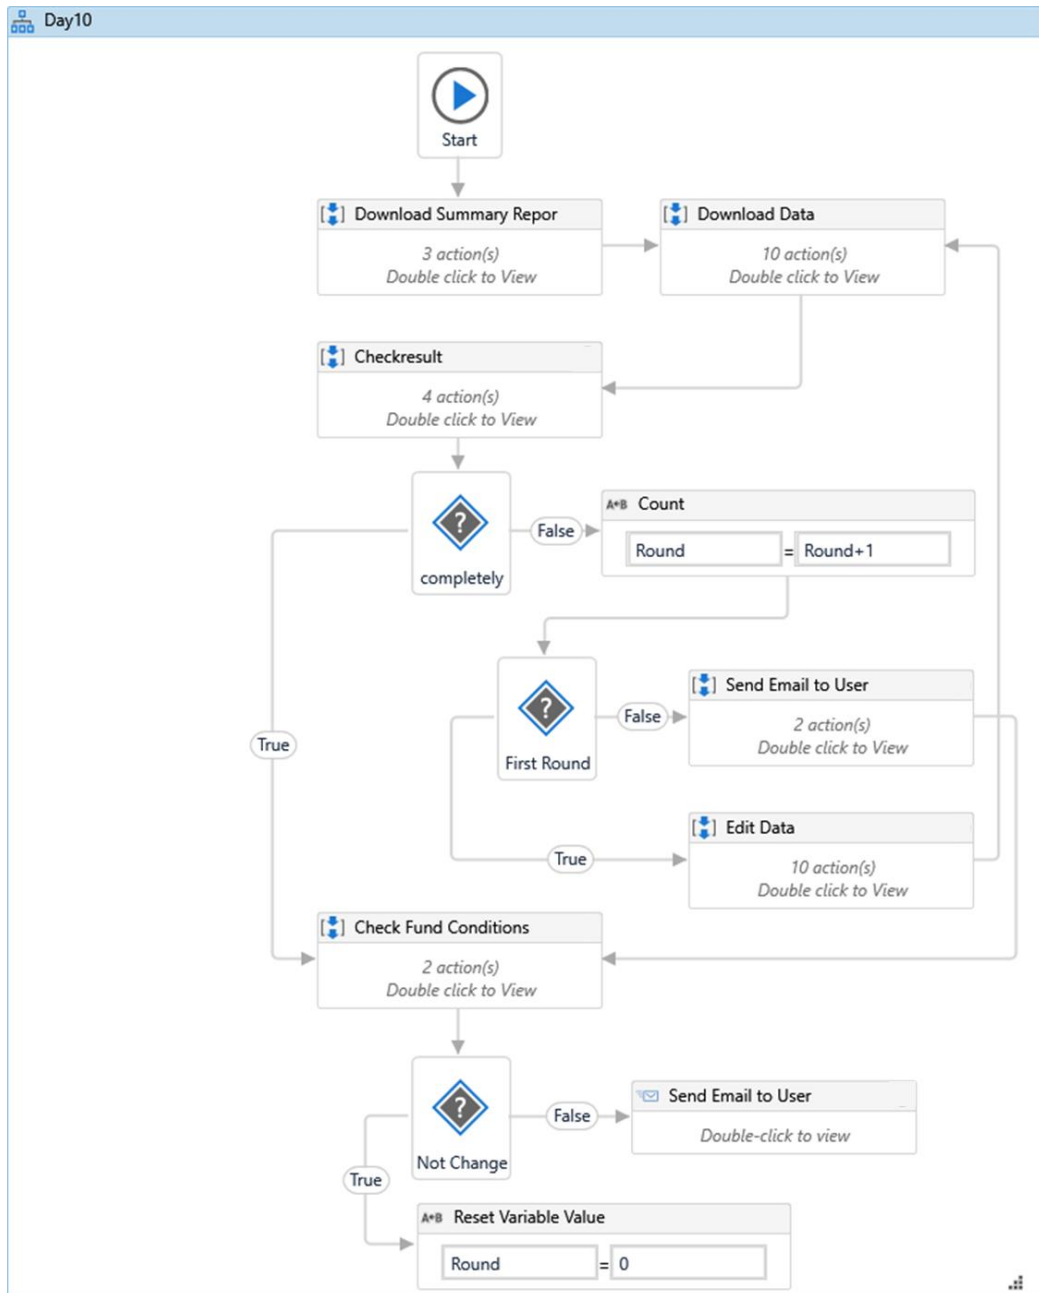 Day10
Start
Download Summary Repor
3 action(s)
Double click to View
Download Data
10 action(s)
Double click to View
Checkresult
4 action(s)
Double click to View
completely
False
A+B Count
Round = Round+1
First Round
False
Send Email to User
2 action(s)
Double click to View
True
True
Edit Data
10 action(s)
Double click to View
Check Fund Conditions
2 action(s)
Double click to View
Not Change
False
Send Email to User
Double-click to view
True
A+B Reset Variable Value
Round = 0